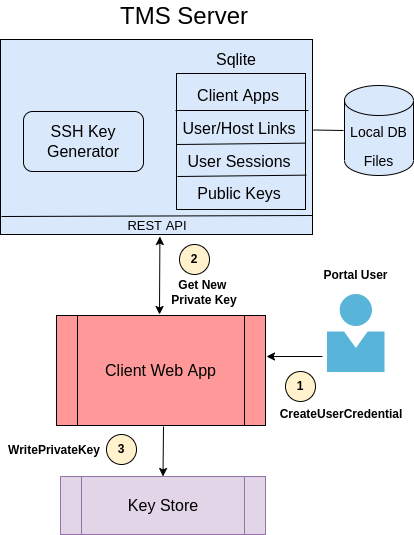 TMS Server
Sqlite
Client Apps
User/Host Links
User Sessions
Public Keys
SSH Key
Generator
Local DB
Files
REST API
2
Get New
Private Key
Portal User
Client Web App
1
CreateUserCredential
WritePrivateKey
3
Key Store